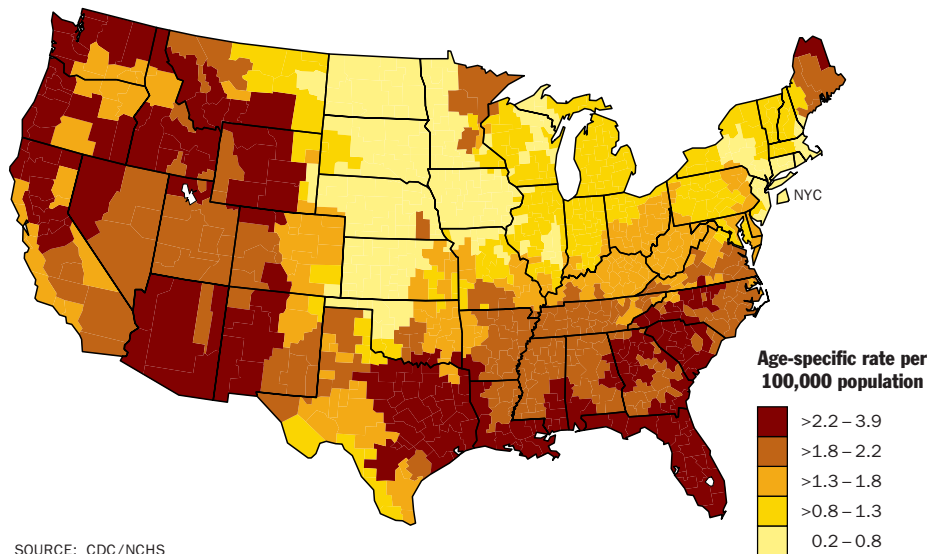 NYC
Age-specific rate per
100,000 population
>2.2–3.9
>1.8–2.2
>1.3–1.8
>0.8–1.3
0.2–0.8
SOURCE: CDC/NCHS